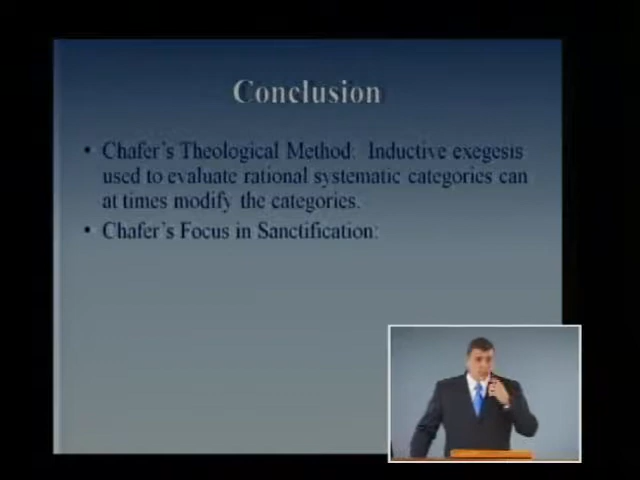 Conclusion
• Chafer's Theological Method: Inductive exegesis
used to evaluate rational systematic categories can
at times modify the categories.
• Chafer's Focus in Sanctification: